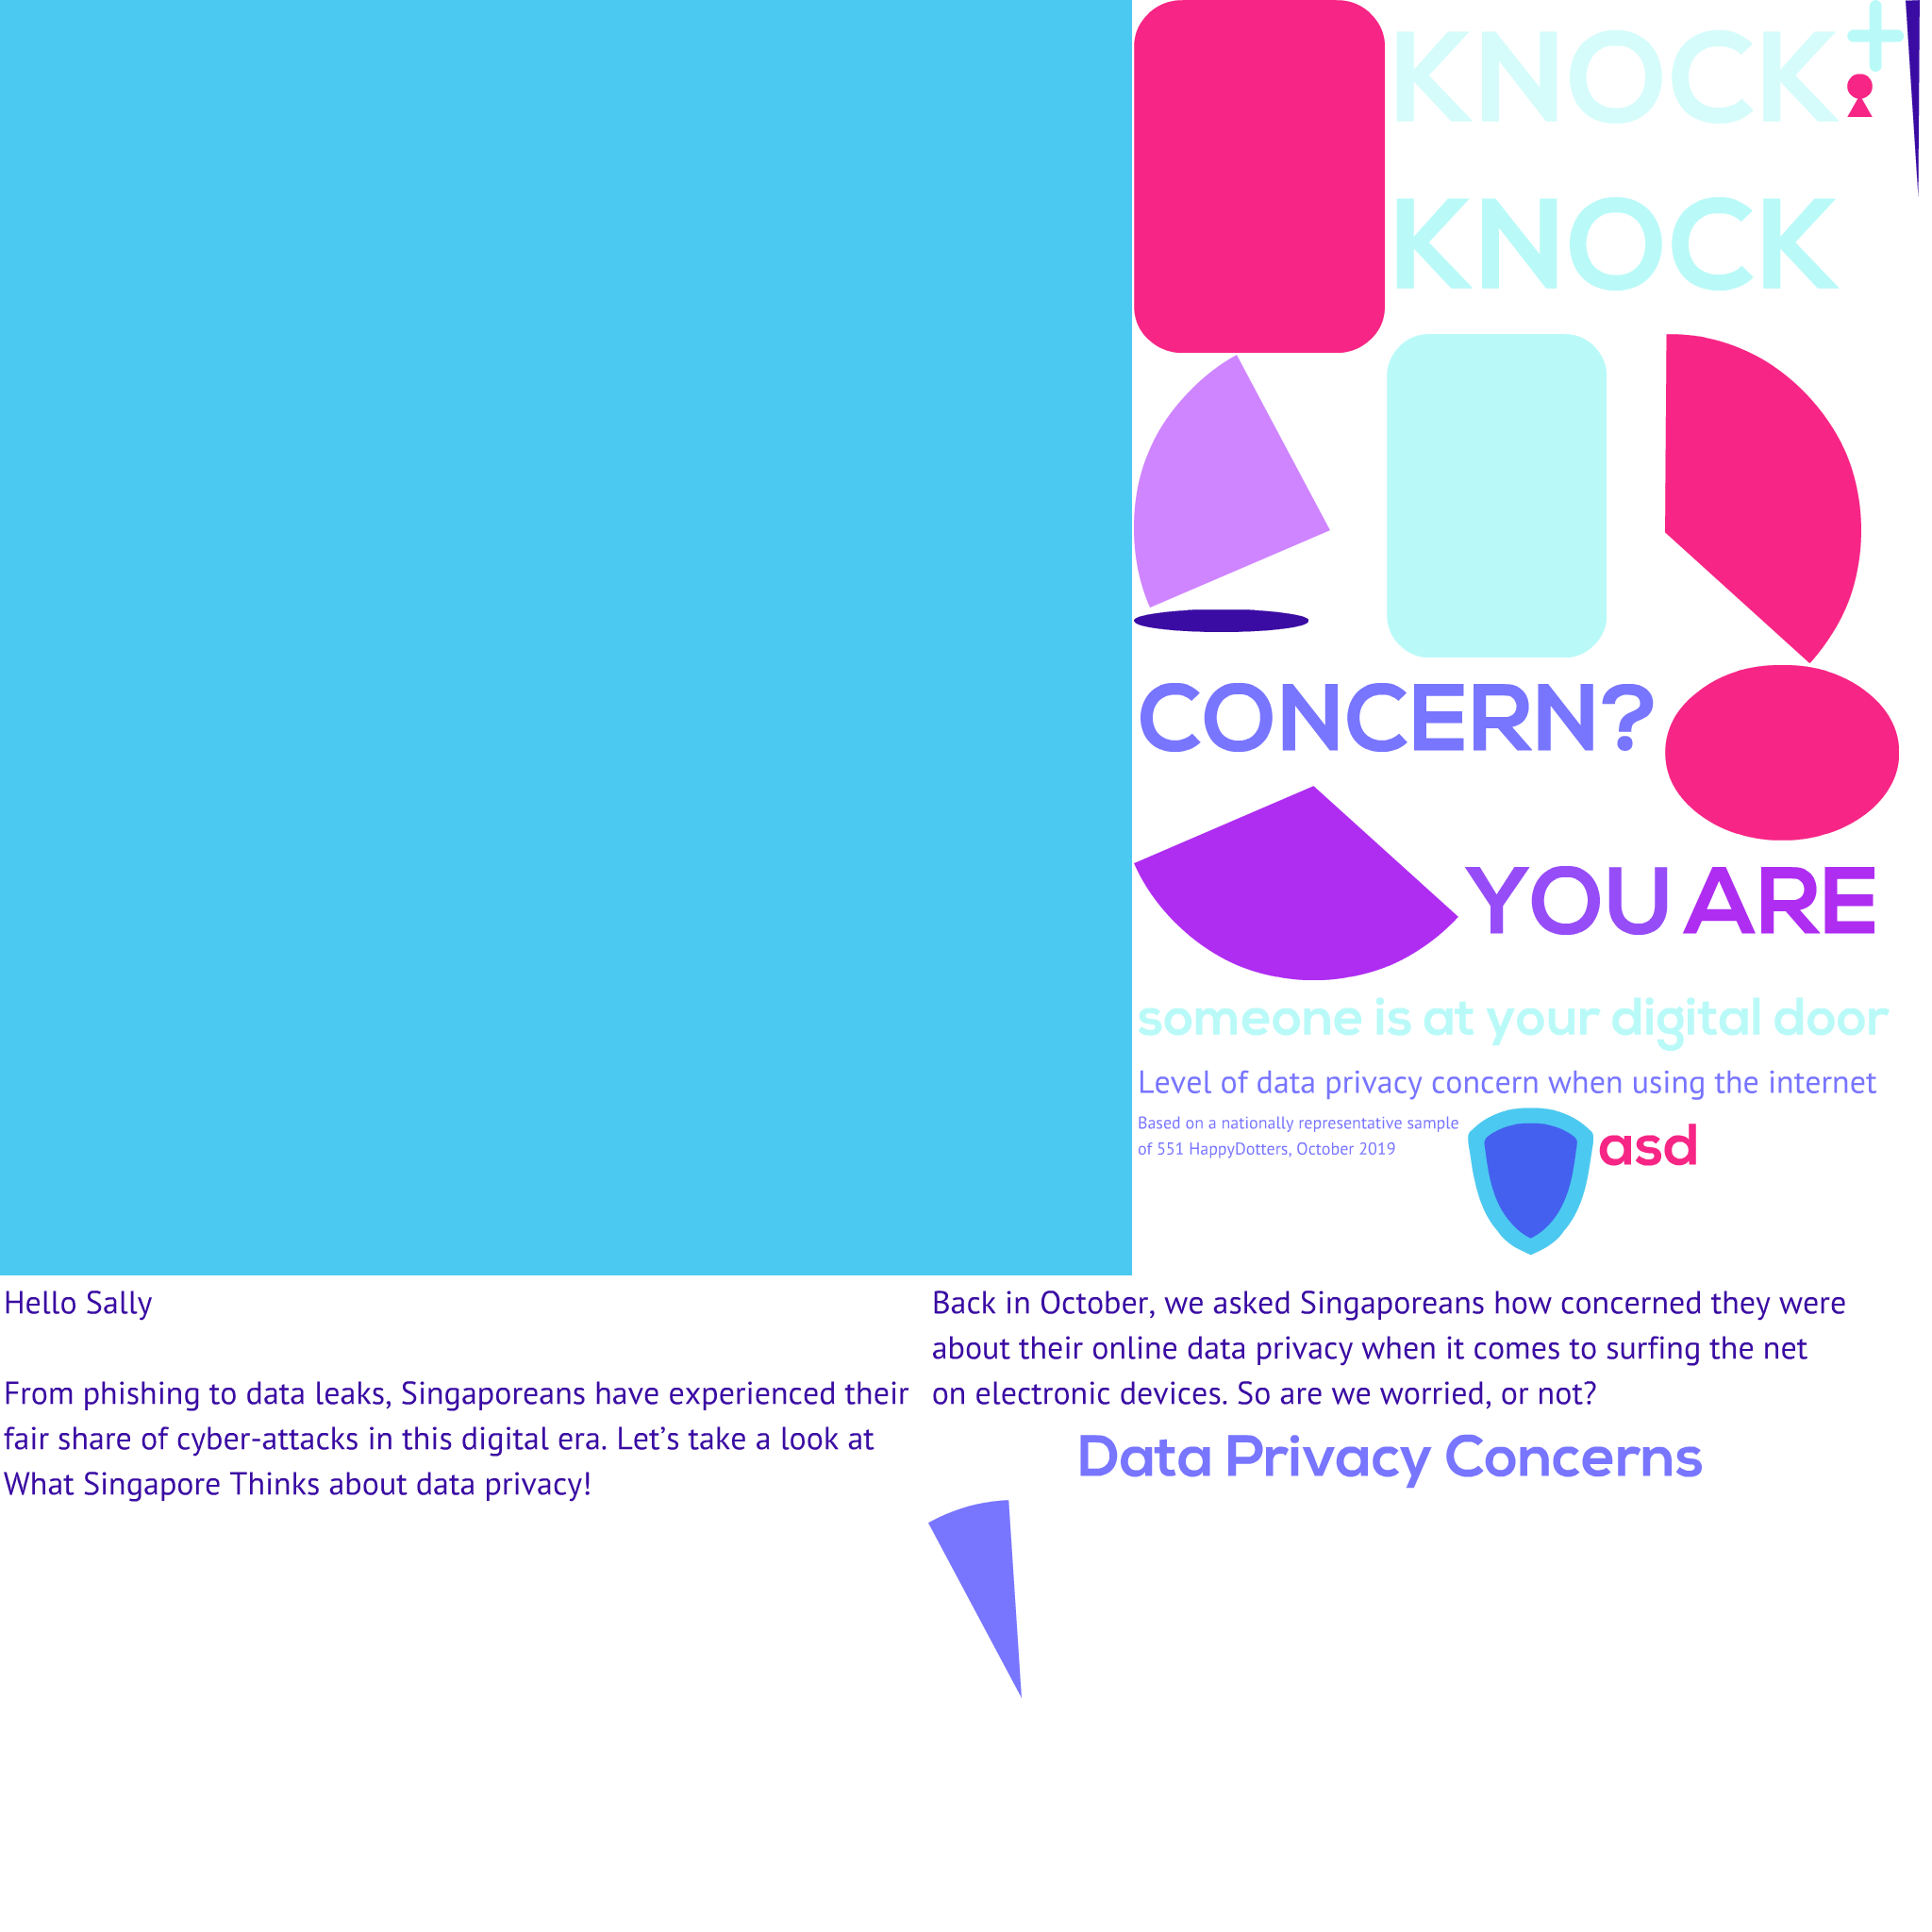 KNOCK
KNOCK
CONCERN?
YOU ARE
someone is at your digital door
Level of data privacy concern when using the internet
Based on a nationally representative sample
of 551 HappyDotters, October 2019
asd
Hello Sally
From phishing to data leaks, Singaporeans have experienced their
fair share of cyber-attacks in this digital era. Let’s take a look at
What Singapore Thinks about data privacy!
Back in October, we asked Singaporeans how concerned they were
about their online data privacy when it comes to surfing the net
on electronic devices. So are we worried, or not?
Data Privacy Concerns